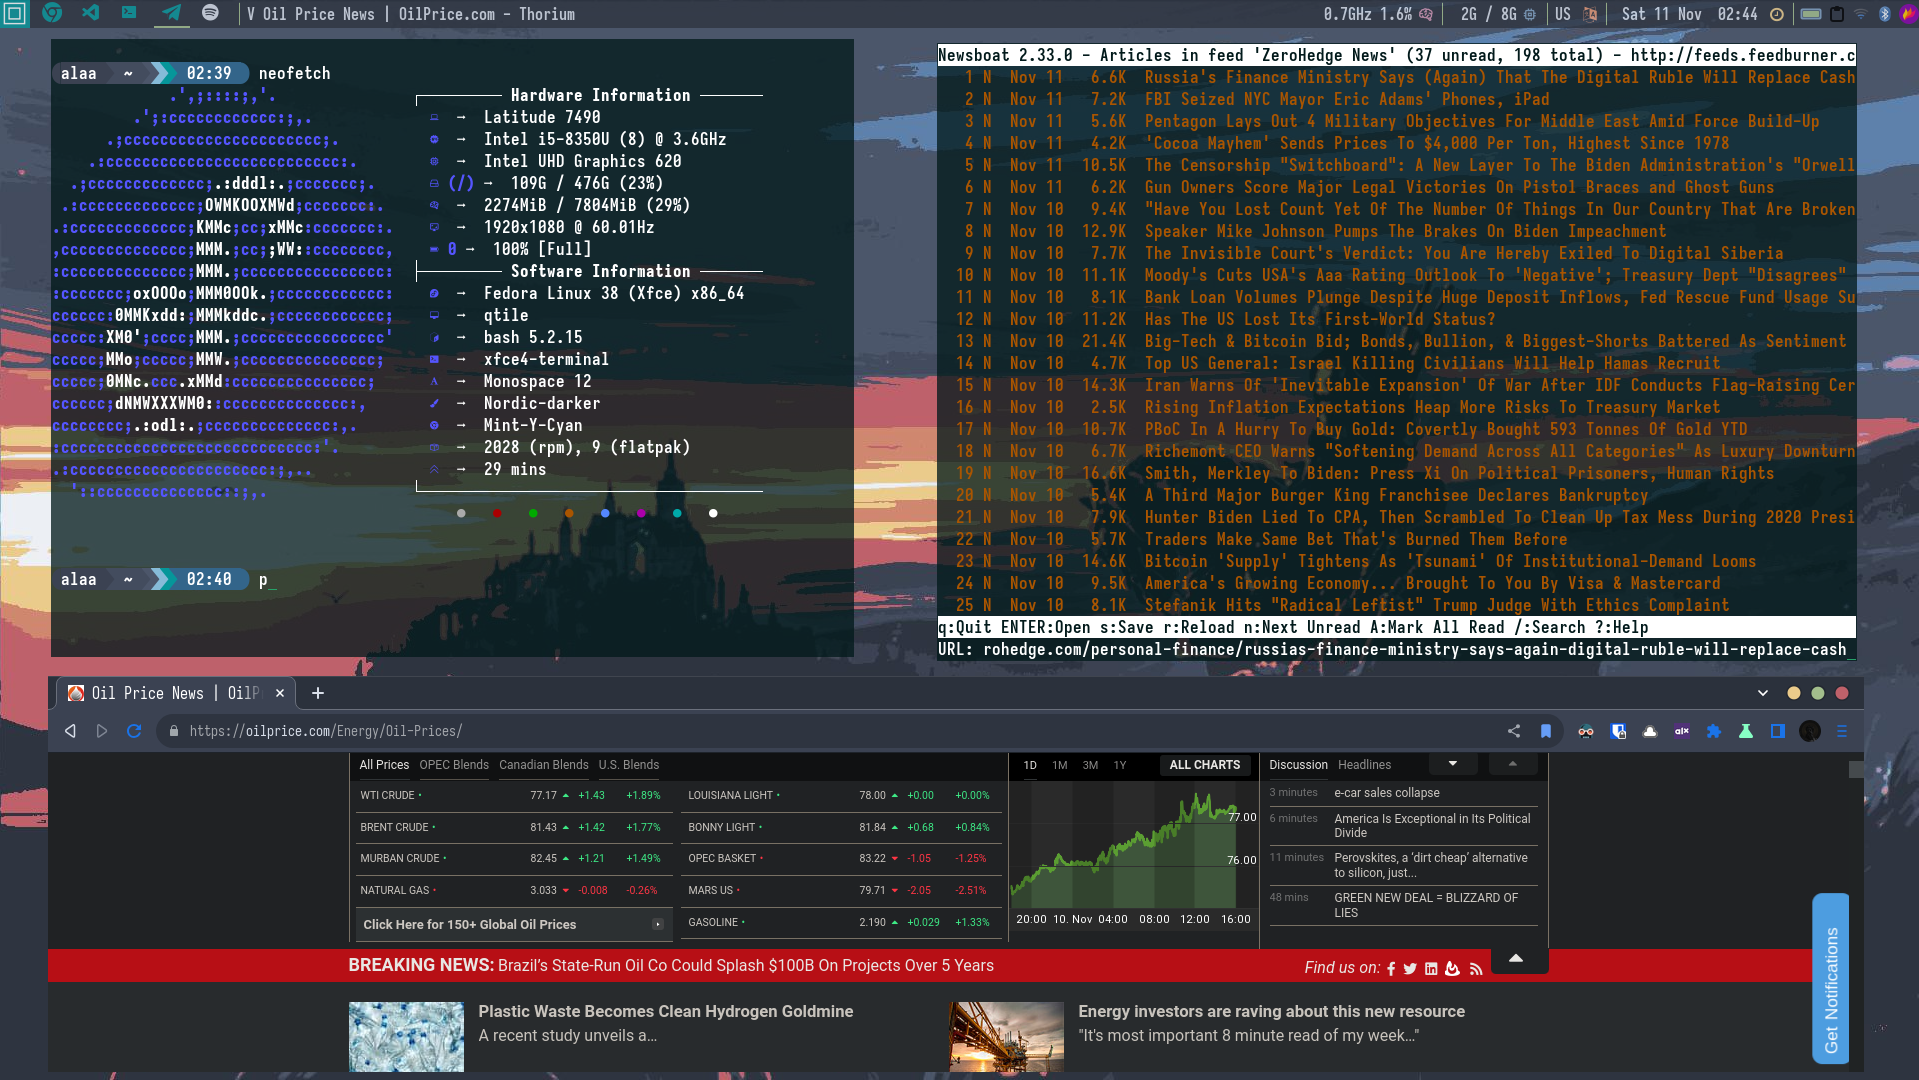 V Oil Price News | OilPrice.com - Thorium
0.7GHz 1.6%
2G / 8G
US
Sat 11 Nov 02:44
alaa ~ 02:39 neofetch
Hardware Information
→ Latitude 7490
→ Intel i5-8350U (8) @ 3.6GHz
→ Intel UHD Graphics 620
(/) → 109G / 476G (23%)
→ 2274MiB / 7804MiB (29%)
→ 1920x1080 @ 60.01Hz
0 → 100% [Full]
Software Information
→ Fedora Linux 38 (Xfce) x86_64
→ qtile
→ bash 5.2.15
→ xfce4-terminal
→ Monospace 12
→ Nordic-darker
→ Mint-Y-Cyan
→ 2028 (rpm), 9 (flatpak)
→ 29 mins
alaa ~ 02:40 p_
Newsboat 2.33.0 - Articles in feed 'ZeroHedge News' (37 unread, 198 total) - http://feeds.feedburner.c
1 N Nov 11 6.6K Russia's Finance Ministry Says (Again) That The Digital Ruble Will Replace Cash
2 N Nov 11 7.2K FBI Seized NYC Mayor Eric Adams' Phones, iPad
3 N Nov 11 5.6K Pentagon Lays Out 4 Military Objectives For Middle East Amid Force Build-Up
4 N Nov 11 4.2K 'Cocoa Mayhem' Sends Prices To $4,000 Per Ton, Highest Since 1978
5 N Nov 11 10.5K The Censorship "Switchboard": A New Layer To The Biden Administration's "Orwell
6 N Nov 11 6.2K Gun Owners Score Major Legal Victories On Pistol Braces and Ghost Guns
7 N Nov 10 9.4K "Have You Lost Count Yet Of The Number Of Things In Our Country That Are Broken
8 N Nov 10 12.9K Speaker Mike Johnson Pumps The Brakes On Biden Impeachment
9 N Nov 10 7.7K The Invisible Court's Verdict: You Are Hereby Exiled To Digital Siberia
10 N Nov 10 11.1K Moody's Cuts USA's Aaa Rating Outlook To 'Negative'; Treasury Dept "Disagrees"
11 N Nov 10 8.1K Bank Loan Volumes Plunge Despite Huge Deposit Inflows, Fed Rescue Fund Usage Su
12 N Nov 10 11.2K Has The US Lost Its First-World Status?
13 N Nov 10 21.4K Big-Tech & Bitcoin Bid; Bonds, Bullion, & Biggest-Shorts Battered As Sentiment
14 N Nov 10 4.7K Top US General: Israel Killing Civilians Will Help Hamas Recruit
15 N Nov 10 14.3K Iran Warns Of 'Inevitable Expansion' Of War After IDF Conducts Flag-Raising Cer
16 N Nov 10 2.5K Rising Inflation Expectations Heap More Risks To Treasury Market
17 N Nov 10 10.7K PBoC In A Hurry To Buy Gold: Covertly Bought 593 Tonnes Of Gold YTD
18 N Nov 10 6.7K Richemont CEO Warns "Softening Demand Across All Categories" As Luxury Downturn
19 N Nov 10 16.6K Smith, Merkley To Biden: Press Xi On Political Prisoners, Human Rights
20 N Nov 10 5.4K A Third Major Burger King Franchisee Declares Bankruptcy
21 N Nov 10 7.9K Hunter Biden Lied To CPA, Then Scrambled To Clean Up Tax Mess During 2020 Presi
22 N Nov 10 5.7K Traders Make Same Bet That's Burned Them Before
23 N Nov 10 14.6K Bitcoin 'Supply' Tightens As 'Tsunami' Of Institutional-Demand Looms
24 N Nov 10 9.5K America's Growing Economy... Brought To You By Visa & Mastercard
25 N Nov 10 8.1K Stefanik Hits "Radical Leftist" Trump Judge With Ethics Complaint
q:Quit ENTER:Open s:Save r:Reload n:Next Unread A:Mark All Read /:Search ?:Help
URL: rohedge.com/personal-finance/russias-finance-ministry-says-again-digital-ruble-will-replace-cash_
Oil Price News | OilP
https://oilprice.com/Energy/Oil-Prices/
All Prices OPEC Blends Canadian Blends U.S. Blends
WTI CRUDE • 77.17 +1.43 +1.89%
BRENT CRUDE • 81.43 +1.42 +1.77%
MURBAN CRUDE • 82.45 +1.21 +1.49%
NATURAL GAS • 3.033 -0.008 -0.26%
Click Here for 150+ Global Oil Prices
LOUISIANA LIGHT • 78.00 +0.00 +0.00%
BONNY LIGHT • 81.84 +0.68 +0.84%
OPEC BASKET • 83.22 -1.05 -1.25%
MARS US • 79.71 -2.05 -2.51%
GASOLINE • 2.190 +0.029 +1.33%
1D 1M 3M 1Y ALL CHARTS
77.00
76.00
20:00 10. Nov 04:00 08:00 12:00 16:00
Discussion Headlines
3 minutes e-car sales collapse
6 minutes America Is Exceptional in Its Political
Divide
11 minutes Perovskites, a ‘dirt cheap’ alternative
to silicon, just...
48 mins GREEN NEW DEAL = BLIZZARD OF
LIES
BREAKING NEWS: Brazil’s State-Run Oil Co Could Splash $100B On Projects Over 5 Years
Find us on:
Plastic Waste Becomes Clean Hydrogen Goldmine
A recent study unveils a...
Energy investors are raving about this new resource
"It's most important 8 minute read of my week..."
Get Notifications